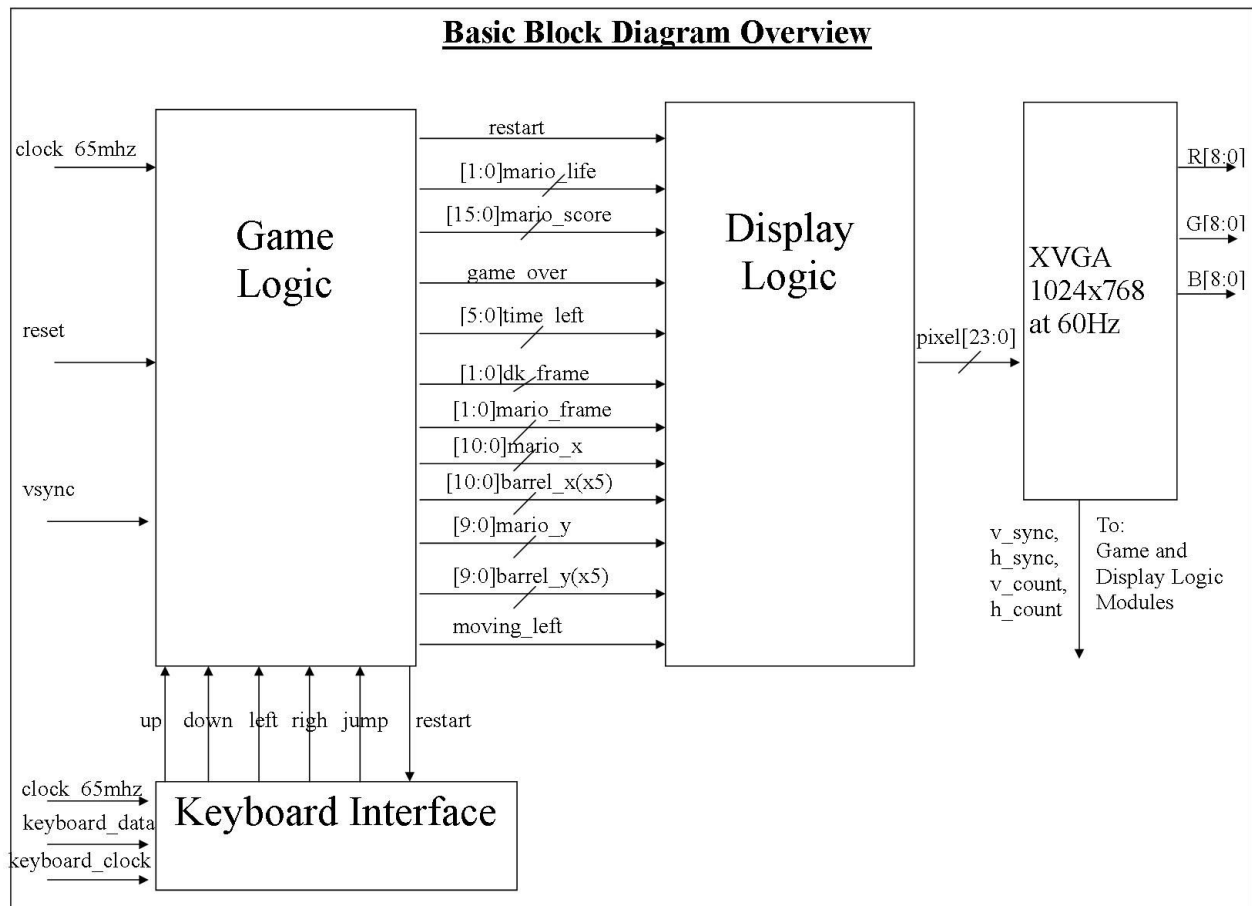 Basic Block Diagram Overview
clock_65mhz
reset
vsync
Game
Logic
restart
[1:0]mario_life
[15:0]mario_score
game_over
[5:0]time_left
[1:0]dk_frame
[1:0]mario_frame
[10:0]mario_x
[10:0]barrel_x(x5)
[9:0]mario_y
[9:0]barrel_y(x5)
moving_left
Display
Logic
pixel[23:0]
XVGA
1024x768
at 60Hz
R[8:0]
G[8:0]
B[8:0]
v_sync,
h_sync,
v_count,
h_count
To:
Game and
Display Logic
Modules
up
down
left
righ
jump
restart
clock_65mhz
keyboard_data
keyboard_clock
Keyboard Interface